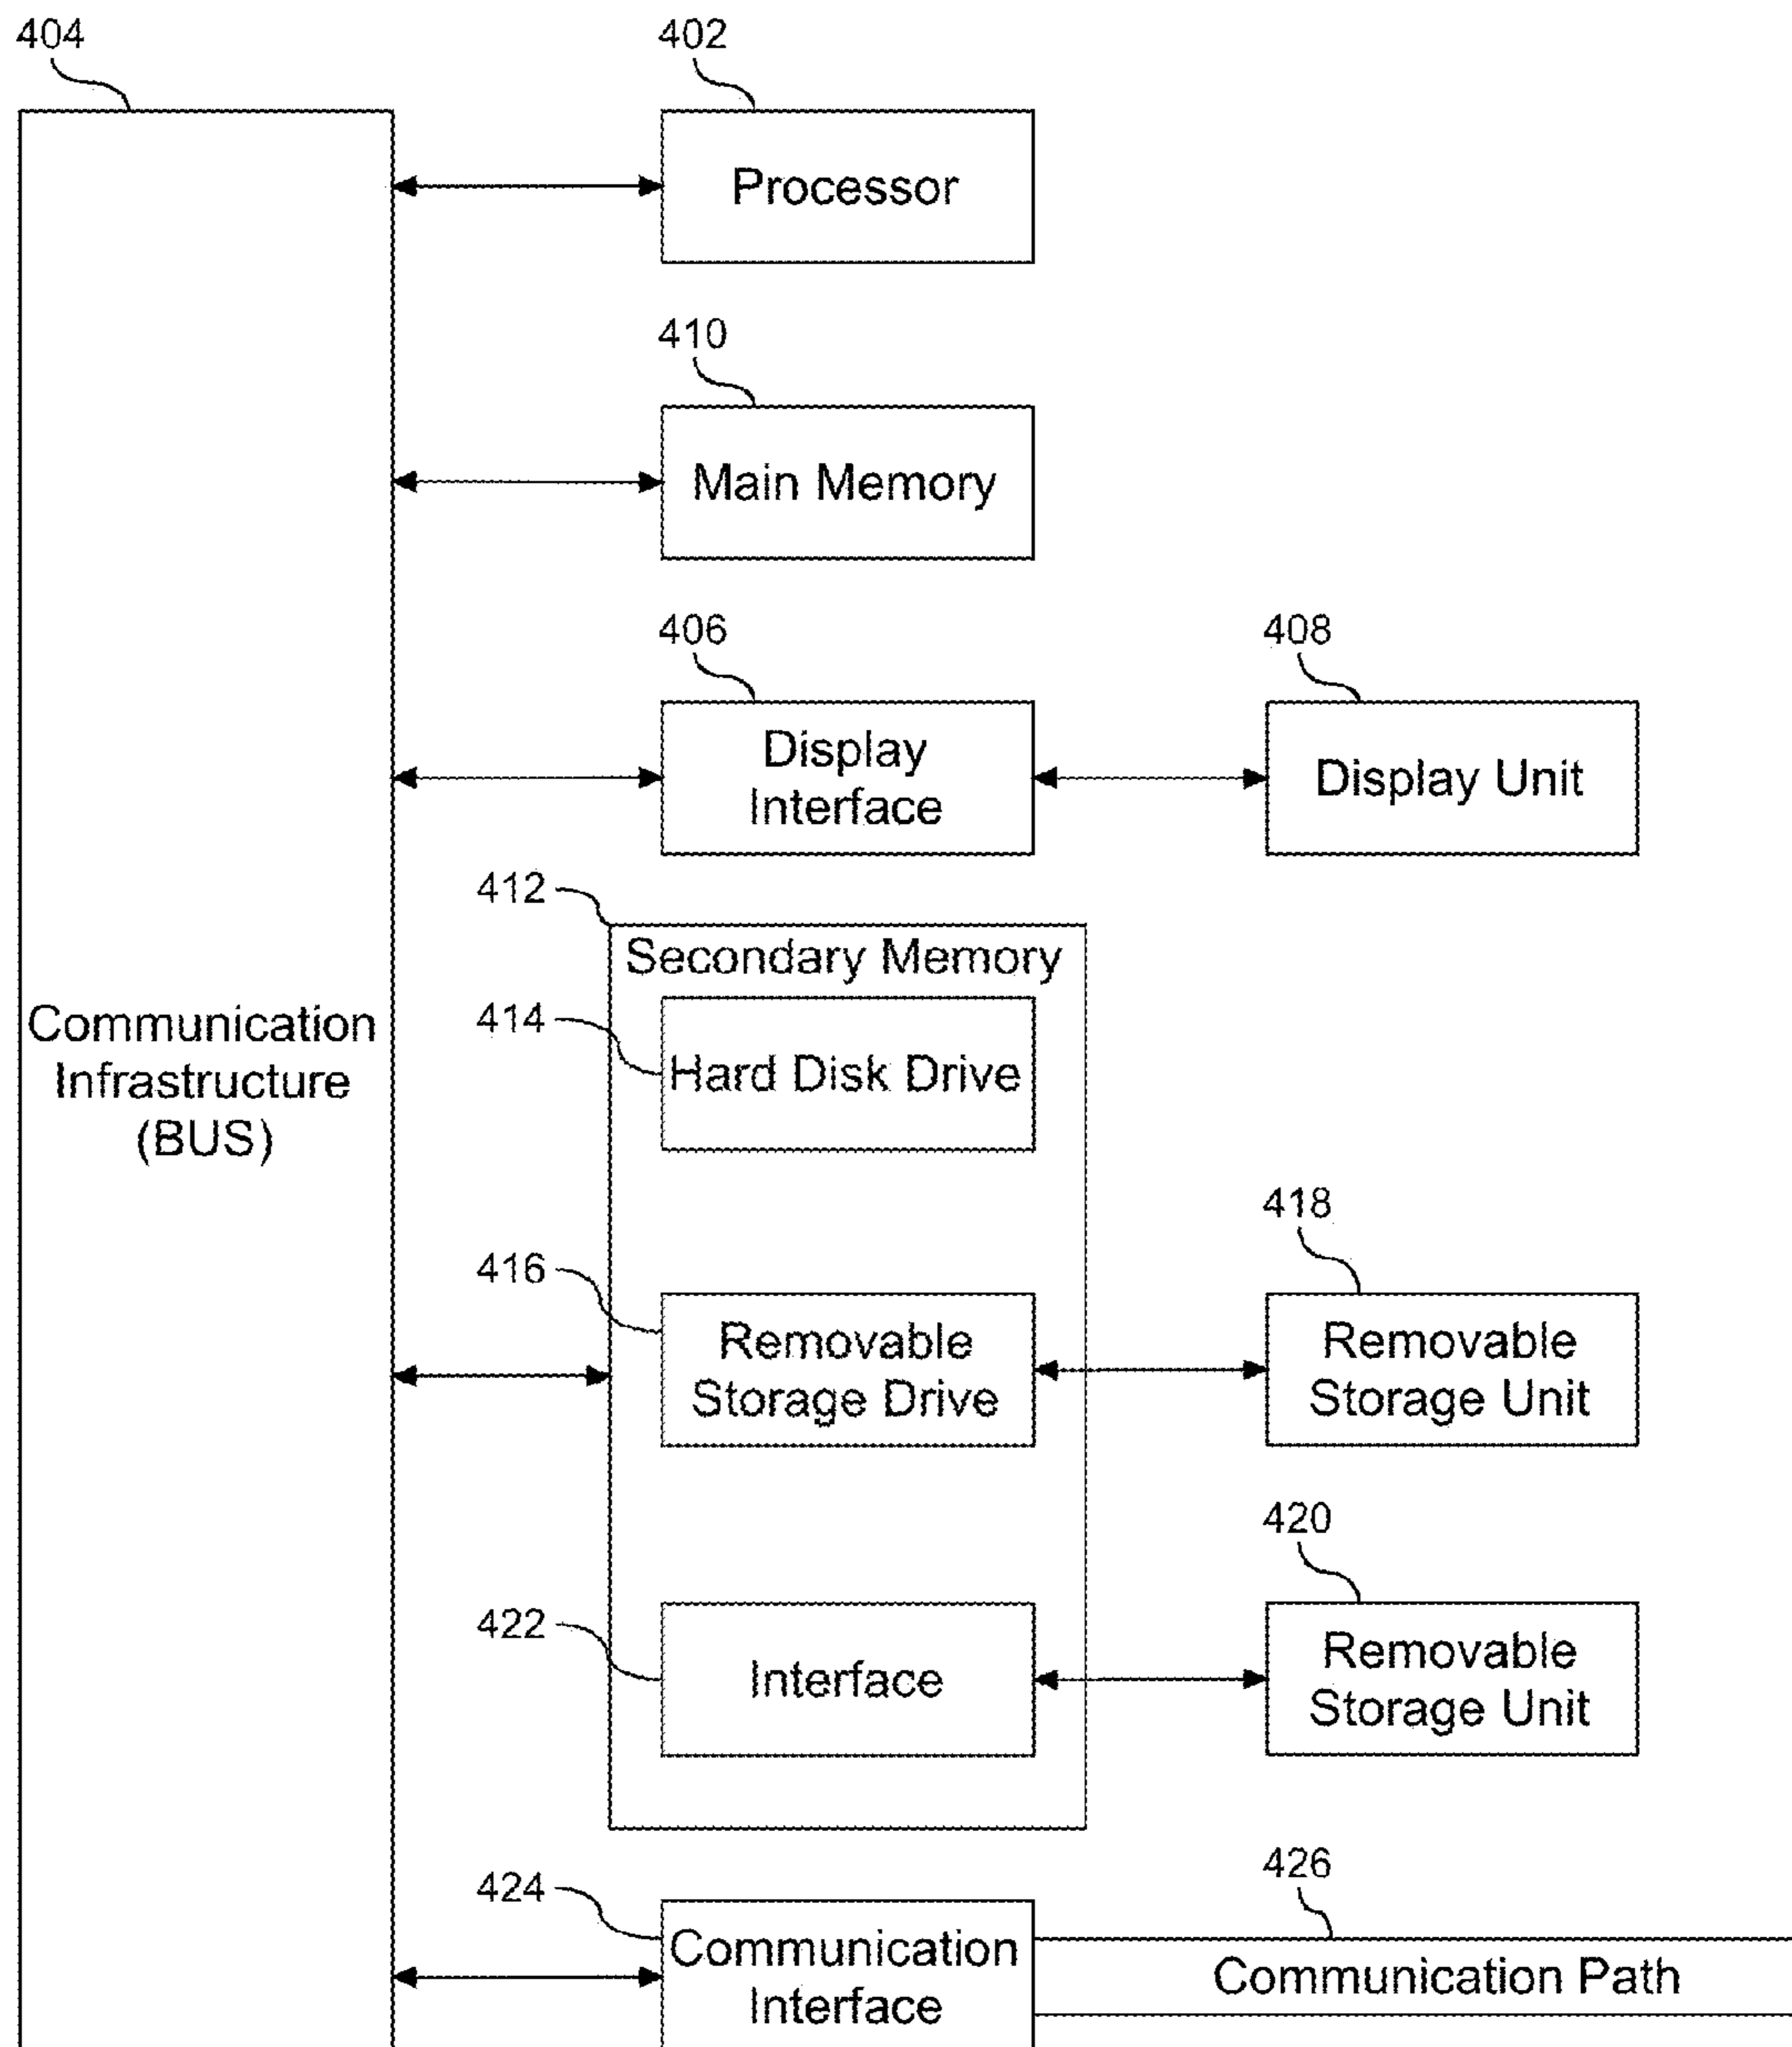 404
402
Processor
410
Main Memory
406
408
Display
Interface
Display Unit
412
Secondary Memory
414
Hard Disk Drive
Communication
Infrastructure
(BUS)
416
418
Removable
Storage Drive
Removable
Storage Unit
420
422
Interface
Removable
Storage Unit
424
426
Communication
Interface
Communication Path